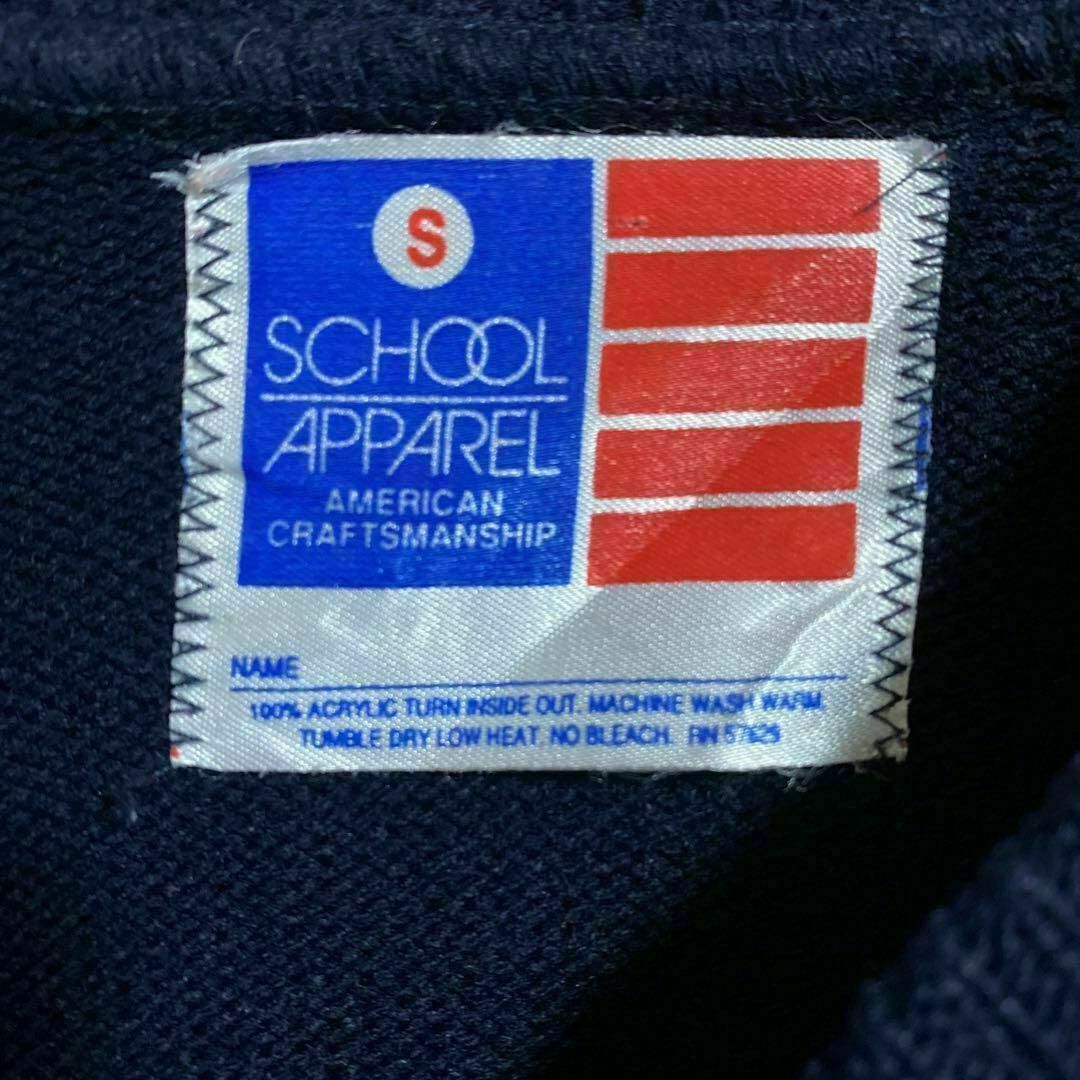 S
SCHOOL
APPAREL
AMERICAN
CRAFTSMANSHIP
NAME
100% ACRYLIC TURN INSIDE OUT. MACHINE WASH WARM.
TUMBLE DRY LOW HEAT. NO BLEACH. RN